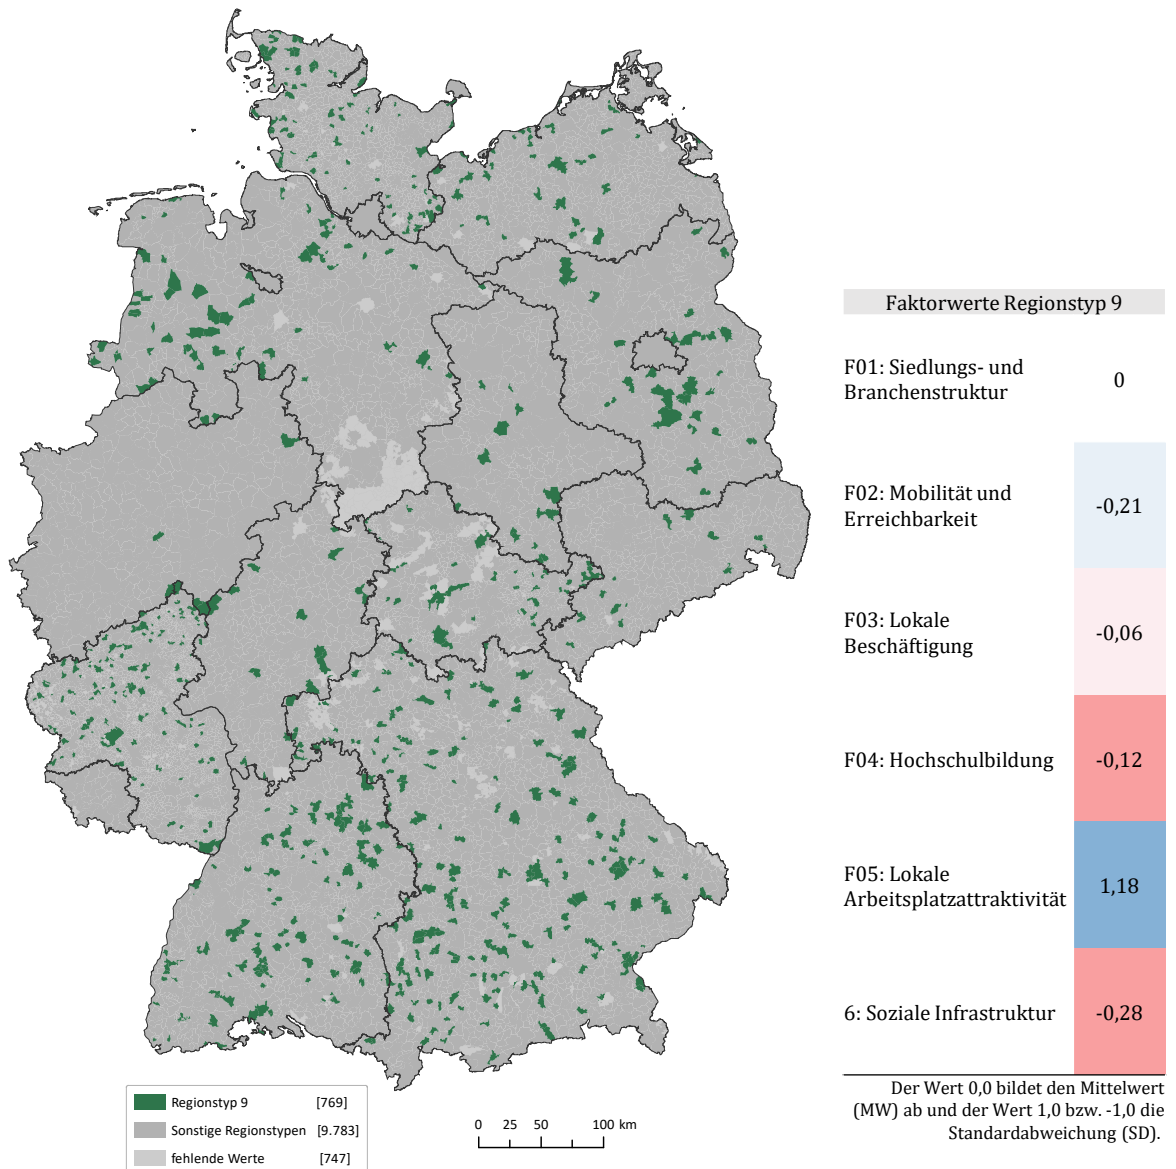 Faktorwerte Regionstyp 9
F01: Siedlungs- und
Branchenstruktur
0
F02: Mobilität und
Erreichbarkeit
-0,21
F03: Lokale
Beschäftigung
-0,06
F04: Hochschulbildung
-0,12
F05: Lokale
Arbeitsplatzattraktivität
1,18
6: Soziale Infrastruktur
-0,28
Der Wert 0,0 bildet den Mittelwert
(MW) ab und der Wert 1,0 bzw. -1,0 die
Standardabweichung (SD).
Regionstyp 9 [769]
Sonstige Regionstypen [9.783]
fehlende Werte [747]
0 25 50 100 km